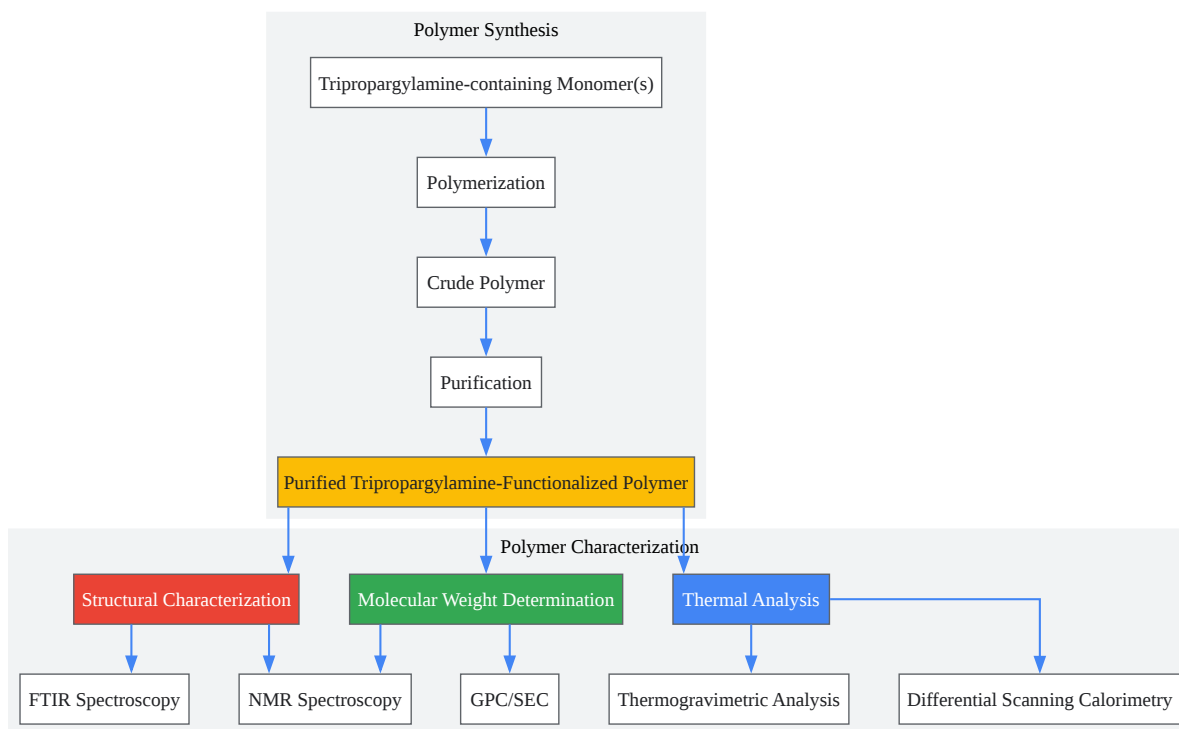 Polymer Synthesis
Tripropargylamine-containing Monomer(s)
Polymerization
Crude Polymer
Purification
Purified Tripropargylamine-Functionalized Polymer
Polymer Characterization
Structural Characterization
Molecular Weight Determination
Thermal Analysis
FTIR Spectroscopy
NMR Spectroscopy
GPC/SEC
Thermogravimetric Analysis
Differential Scanning Calorimetry